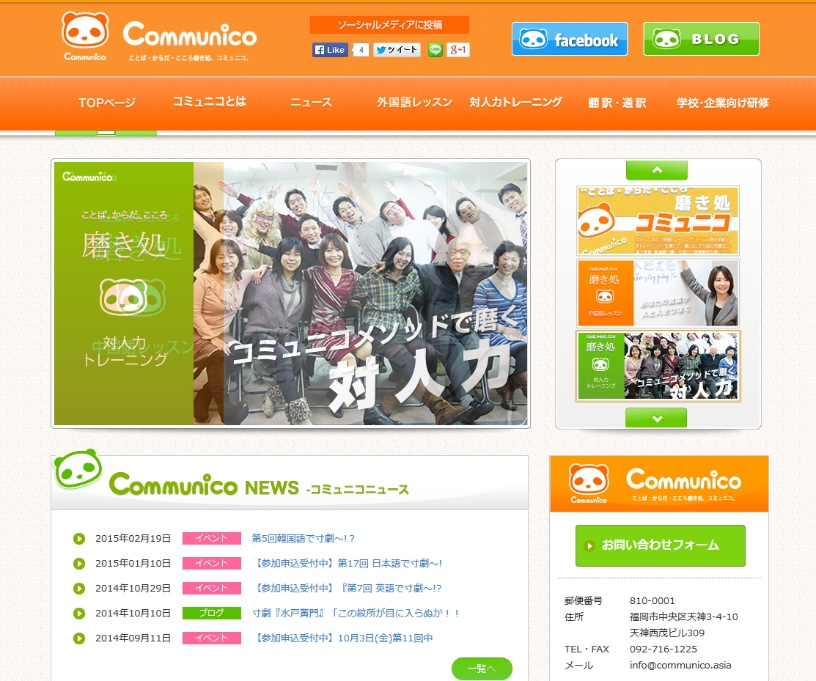 Communico
Communico
ことば・からだ・こころ磨き処、コミュニコ。
ソーシャルメディアに投稿
Like
4
ツイート
LINE
g+1
facebook
BLOG
TOPページ
コミュニコとは
ニュース
外国語レッスン
対人力トレーニング
翻訳・通訳
学校・企業向け研修
Communico
ことば、からだ、こころ
磨き処
対人力
トレーニング
コミュニコメソッドで磨く
対人力
ことば・からだ・こころ
磨き処
コミュニコ
Communico
磨き処
中国語レッスン
磨き処
対人力
トレーニング
コミュニコメソッドで磨く
対人力
Communico NEWS -コミュニコニュース
2015年02月19日 イベント 第5回韓国語で寸劇~!？
2015年01月10日 イベント 【参加申込受付中】第17回 日本語で寸劇~!
2014年10月29日 イベント 【参加申込受付中】『第7回 英語で寸劇~!?
2014年10月10日 ブログ 寸劇『水戸黄門』「この紋所が目に入らぬか！！
2014年09月11日 イベント 【参加申込受付中】10月3日(金)第11回中
一覧へ
Communico
Communico
ことば・からだ・こころ磨き処、コミュニコ。
お問い合わせフォーム
郵便番号 810-0001
住所 福岡市中央区天神3-4-10
天神西茂ビル309
TEL・FAX 092-716-1225
メール info@communico.asia